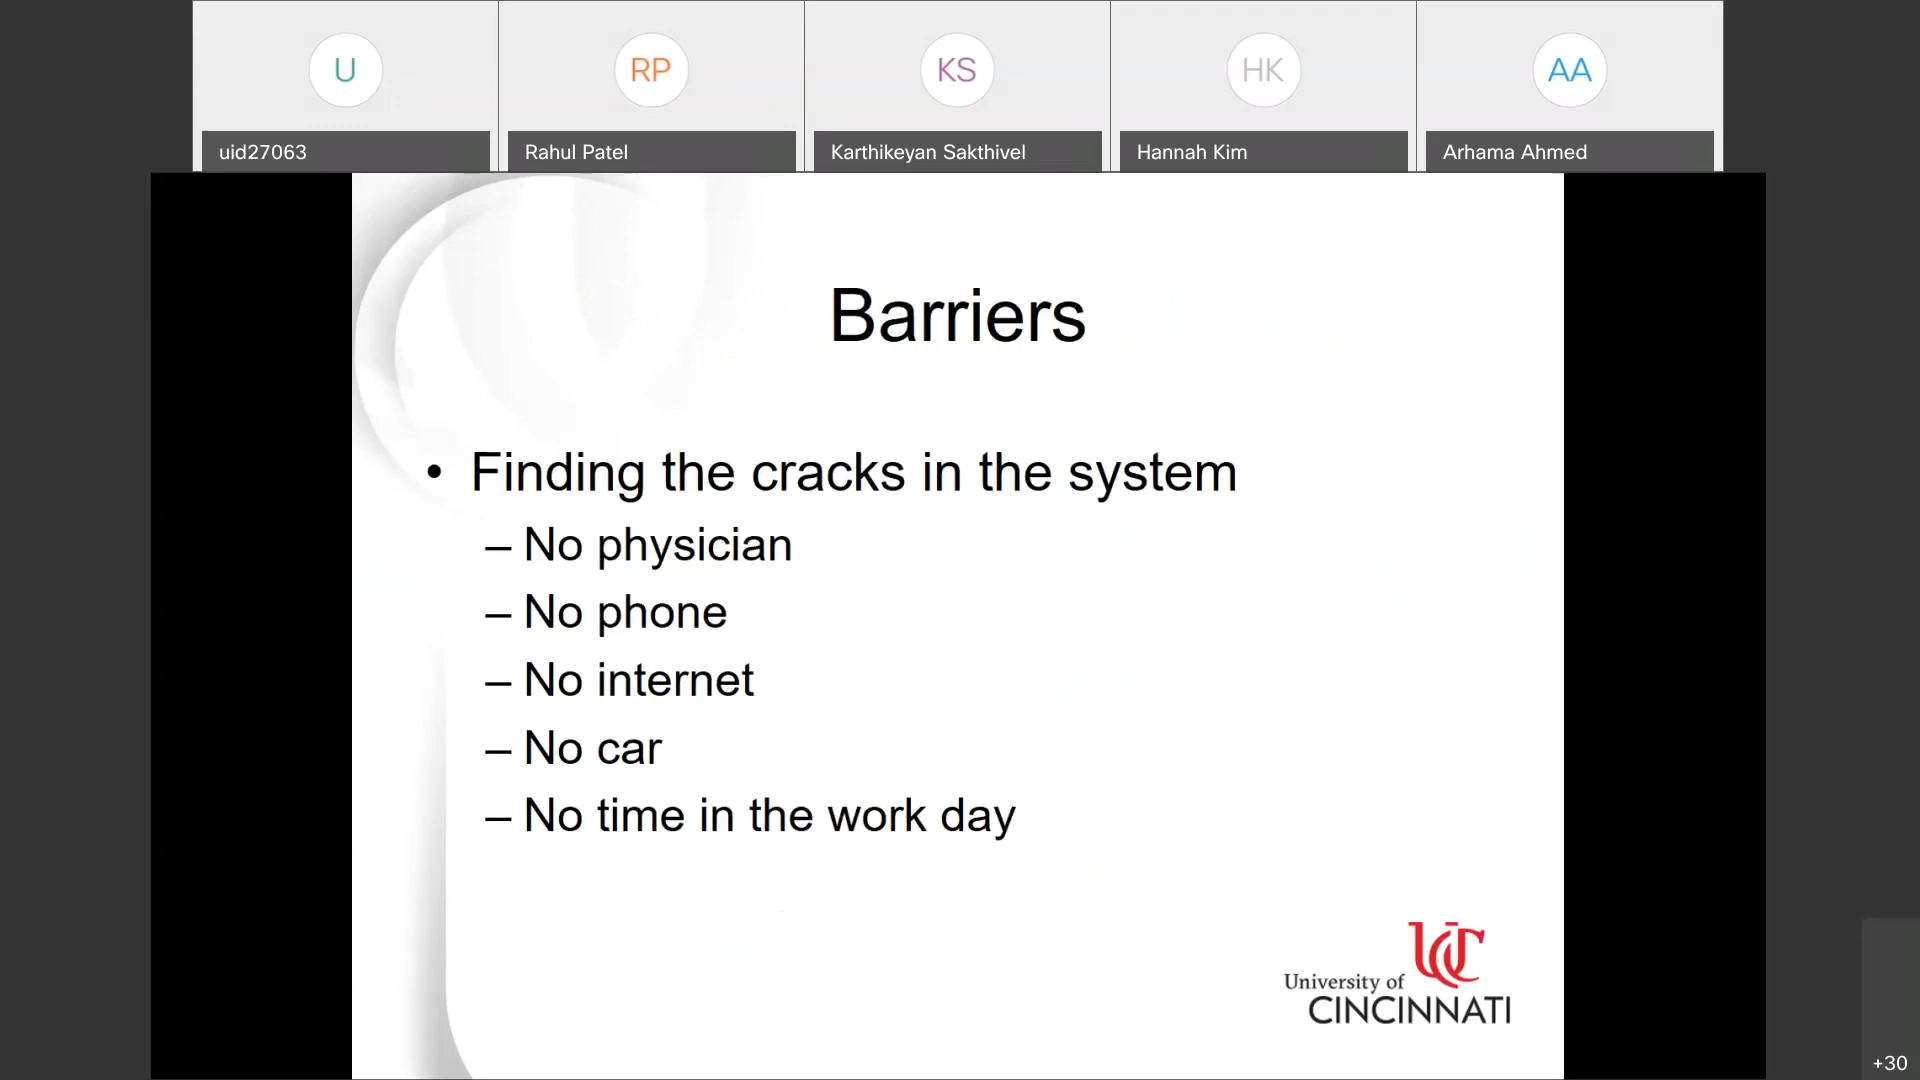 U
RP
KS
HK
AA
uid27063
Rahul Patel
Karthikeyan Sakthivel
Hannah Kim
Arhama Ahmed
Barriers
• Finding the cracks in the system
– No physician
– No phone
– No internet
– No car
– No time in the work day
UC
University of
CINCINNATI
+30